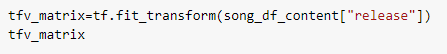 tfv_matrix=tf.fit_transform(song_df_content["release"])
tfv_matrix